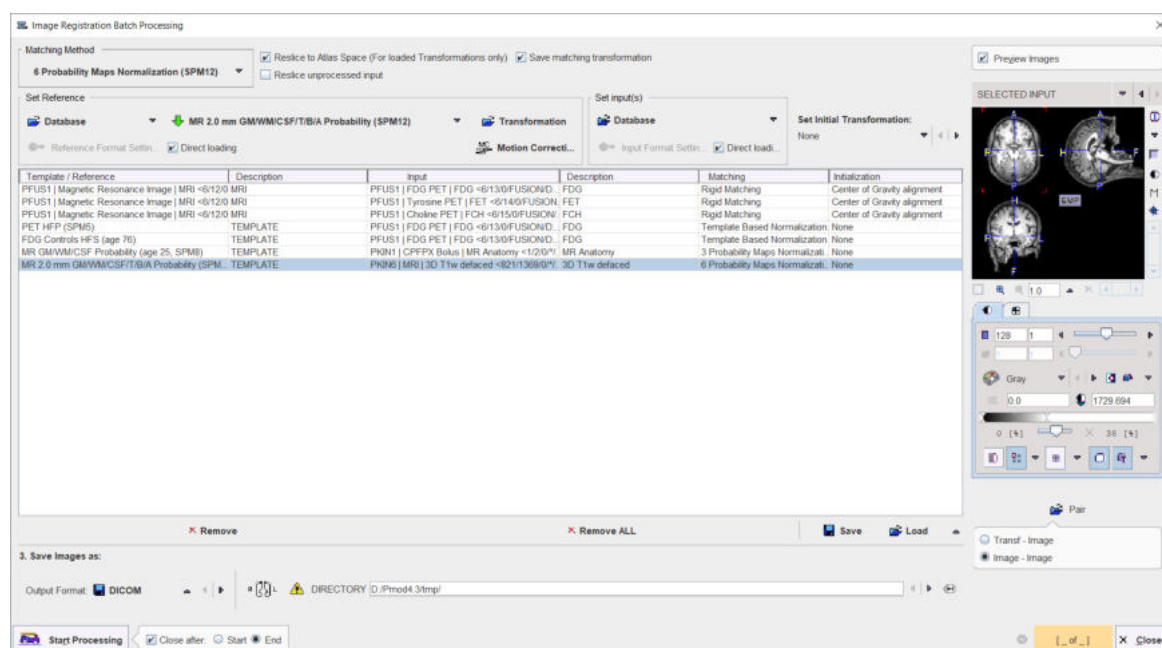 Image Registration Batch Processing
Matching Method
6 Probability Maps Normalization (SPM12)
Reslice to Atlas Space (For loaded Transformations only) Save matching transformation
Reslice unprocessed input
Preview Images
Set Reference Set input(s)
SELECTED INPUT
Database MR 2.0 mm GM/WM/CSF/T/B/A Probability (SPM12) Transformation Database Set Initial Transformation:
None
Reference Format Settin... Direct loading Motion Correcti... Input Format Settin... Direct loadi...
Template / Reference Description Input Description Matching Initialization
PFUS1 | Magnetic Resonance Image | MRI <6/12/0 MRI PFUS1 | FDG PET | FDG <6/13/0/FUSION/D... FDG Rigid Matching Center of Gravity alignment
PFUS1 | Magnetic Resonance Image | MRI <6/12/0 MRI PFUS1 | Tyrosine PET | FET <6/14/0/FUSION... FET Rigid Matching Center of Gravity alignment
PFUS1 | Magnetic Resonance Image | MRI <6/12/0 MRI PFUS1 | Choline PET | FCH <6/15/0/FUSION/ FCH Rigid Matching Center of Gravity alignment
PET HFP (SPM5) TEMPLATE PFUS1 | FDG PET | FDG <6/13/0/FUSION/D... FDG Template Based Normalization None
FDG Controls HFS (age 76) TEMPLATE PFUS1 | FDG PET | FDG <6/13/0/FUSION/D... FDG Template Based Normalization None
MR GM/WM/CSF Probability (age 25, SPM8) TEMPLATE PKIN1 | CPFPX Bolus | MR Anatomy <1/2/0/*/ MR Anatomy 3 Probability Maps Normalizati... None
MR 2.0 mm GM/WM/CSF/T/B/A Probability (SPM... TEMPLATE PKIN6 | MRI | 3D T1w defaced <821/1369/0/*/ 3D T1w defaced 6 Probability Maps Normalizati... None
A A
R L H
P P
EMP
H
R L
F
1.0
128 1
1 1
Gray
0.0 1729.694
0 [%] 36 [%]
Remove Remove ALL Save Load
Pair
Transf - Image
Image - Image
3. Save Images as:
Output Format: DICOM R L DIRECTORY D:/Pmod4.3/tmp/
Start Processing Close after: Start End [ _ of _ ] Close